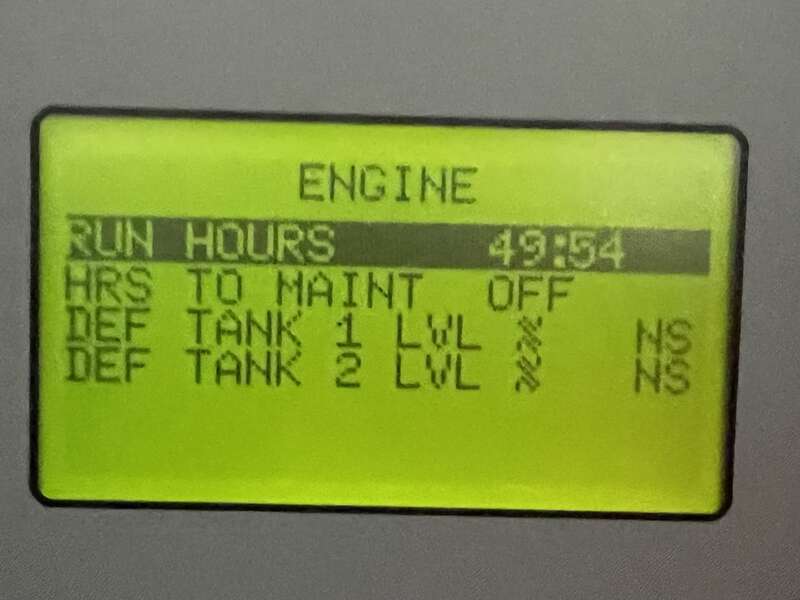 ENGINE
RUN HOURS 49:54
HRS TO MAINT OFF
DEF TANK 1 LVL % NS
DEF TANK 2 LVL % NS